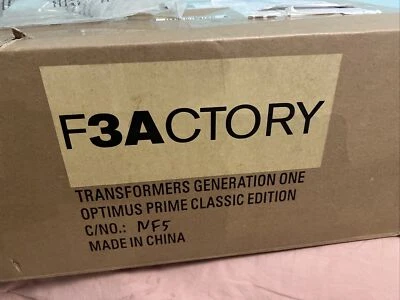 F3ACTORY
TRANSFORMERS GENERATION ONE
OPTIMUS PRIME CLASSIC EDITION
C/NO.: NF5
MADE IN CHINA